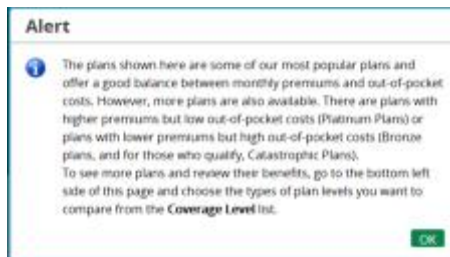 Alert
The plans shown here are some of our most popular plans and
offer a good balance between monthly premiums and out-of-pocket
costs. However, more plans are also available. There are plans with
higher premiums but low out-of-pocket costs (Platinum Plans) or
plans with lower premiums but high out-of-pocket costs (Bronze
plans, and for those who qualify, Catastrophic Plans).
To see more plans and review their benefits, go to the bottom left
side of this page and choose the types of plan levels you want to
compare from the Coverage Level list.
OK